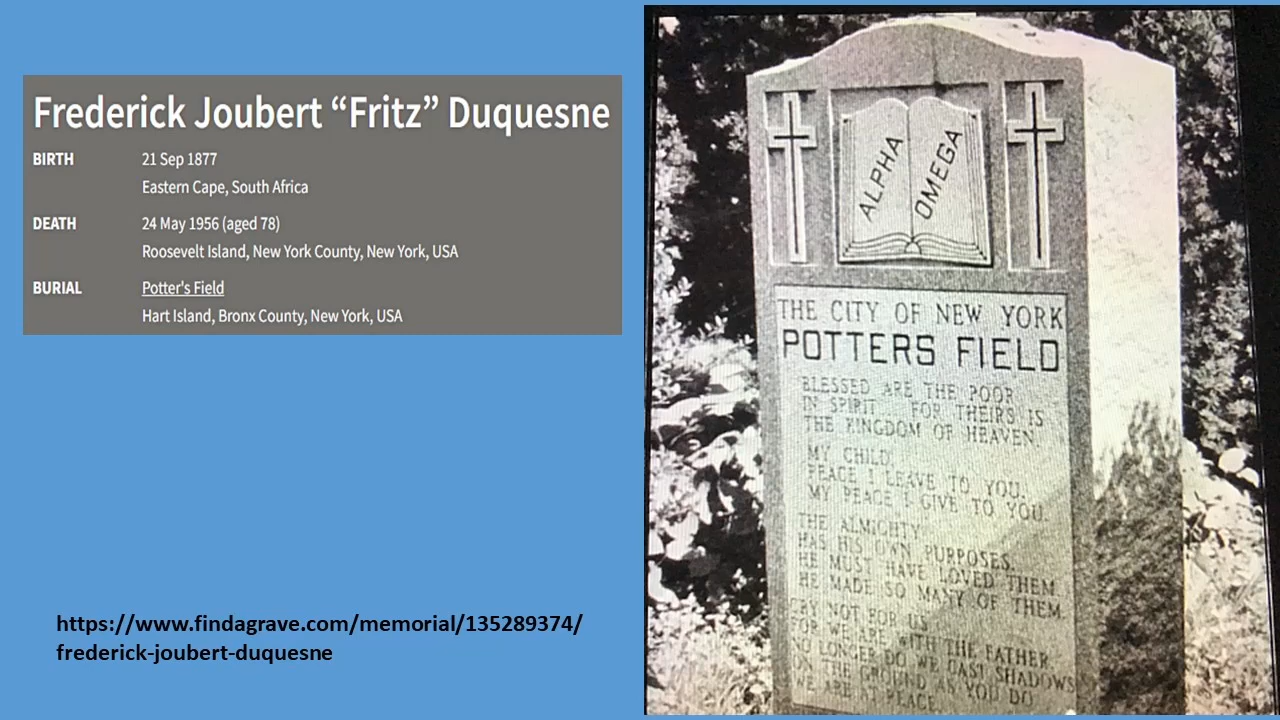 Frederick Joubert “Fritz” Duquesne
BIRTH 21 Sep 1877
Eastern Cape, South Africa
DEATH 24 May 1956 (aged 78)
Roosevelt Island, New York County, New York, USA
BURIAL Potter's Field
Hart Island, Bronx County, New York, USA
https://www.findagrave.com/memorial/135289374/
frederick-joubert-duquesne
ALPHA
OMEGA
THE CITY OF NEW YORK
POTTERS FIELD
BLESSED ARE THE POOR
IN SPIRIT FOR THEIRS IS
THE KINGDOM OF HEAVEN.
MY CHILD,
PEACE I LEAVE TO YOU.
MY PEACE I GIVE TO YOU.
THE ALMIGHTY
HAS HIS OWN PURPOSES.
HE MUST HAVE LOVED THEM
HE MADE SO MANY OF THEM.
CRY NOT FOR US
FOR WE ARE WITH THE FATHER
NO LONGER DO WE CAST SHADOWS
ON THE GROUND AS YOU DO
WE ARE AT PEACE.